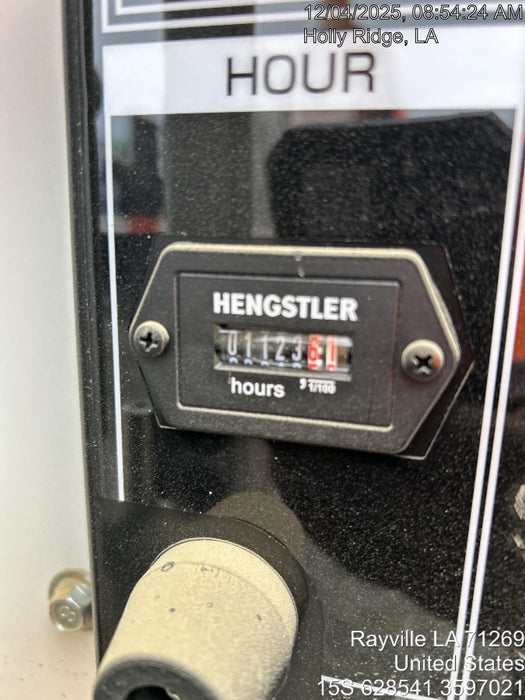 12/04/2025, 08:54:24 AM
Holly Ridge, LA
HOUR
HENGSTLER
0112361
hours 1/100
Rayville LA 71269
United States
15S 628541 3597021